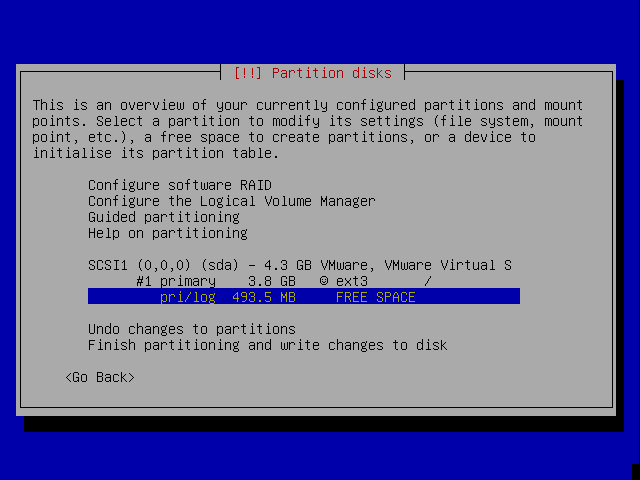 [!!] Partition disks
This is an overview of your currently configured partitions and mount
points. Select a partition to modify its settings (file system, mount
point, etc.), a free space to create partitions, or a device to
initialise its partition table.
Configure software RAID
Configure the Logical Volume Manager
Guided partitioning
Help on partitioning
SCSI1 (0,0,0) (sda) - 4.3 GB VMware, VMware Virtual S
#1 primary 3.8 GB ☺ ext3 /
pri/log 493.5 MB FREE SPACE
Undo changes to partitions
Finish partitioning and write changes to disk
<Go Back>